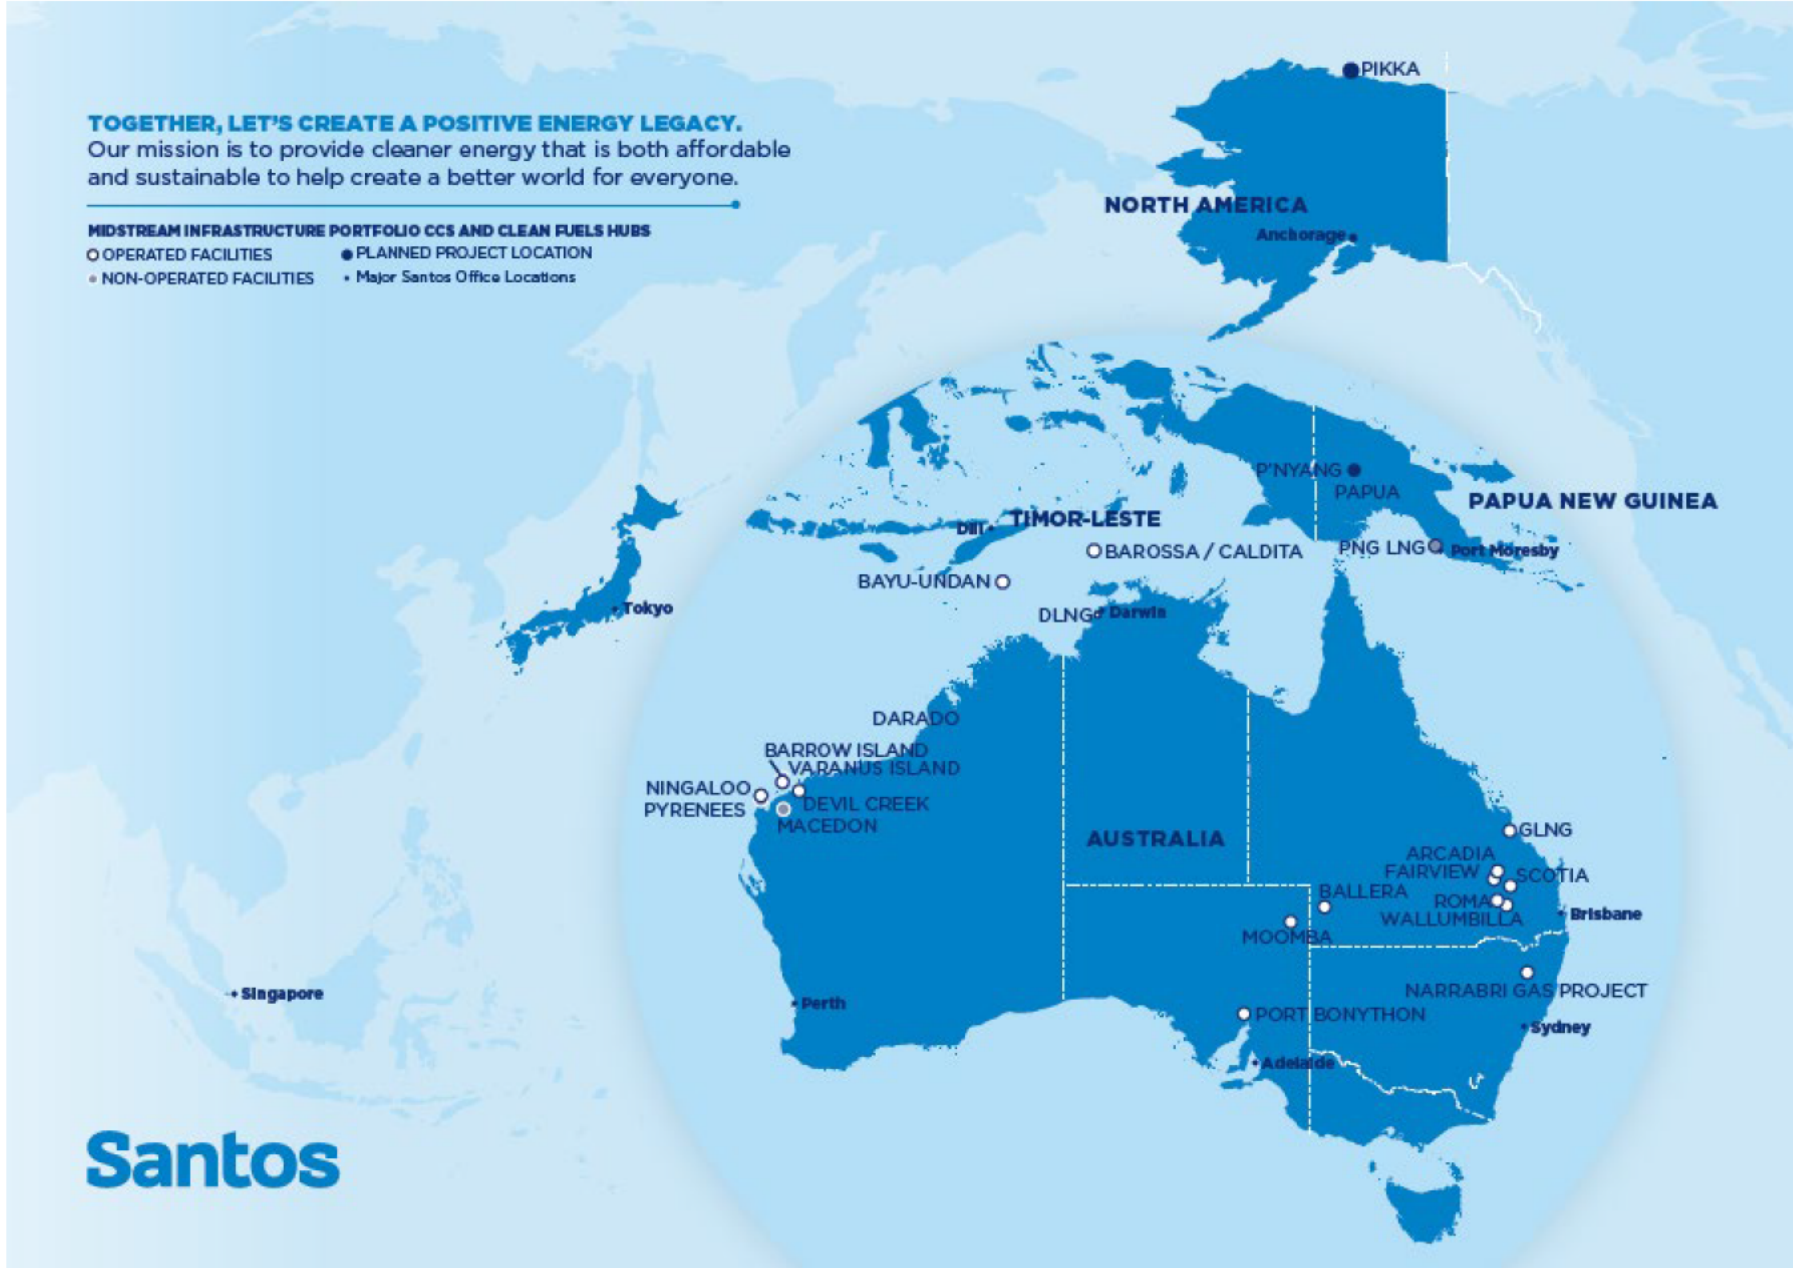 TOGETHER, LET'S CREATE A POSITIVE ENERGY LEGACY.
Our mission is to provide cleaner energy that is both affordable
and sustainable to help create a better world for everyone.
MIDSTREAM INFRASTRUCTURE PORTFOLIO CCS AND CLEAN FUELS HUBS
OPERATED FACILITIES
PLANNED PROJECT LOCATION
NON-OPERATED FACILITIES
Major Santos Office Locations
PIKKA
NORTH AMERICA
Anchorage
P'NYANG
PAPUA
PAPUA NEW GUINEA
Dili
TIMOR-LESTE
PNG LNG
Port Moresby
BAROSSA / CALDITA
BAYU-UNDAN
Tokyo
DLNG
Darwin
DARADO
BARROW ISLAND
VARANUS ISLAND
NINGALOO
PYRENEES
DEVIL CREEK
MACEDON
AUSTRALIA
GLNG
ARCADIA
FAIRVIEW
SCOTIA
BALLERA
ROMA
WALLUMBILLA
Brisbane
MOOMBA
NARRABRI GAS PROJECT
Singapore
Perth
PORT BONYTHON
Sydney
Adelaide
Santos